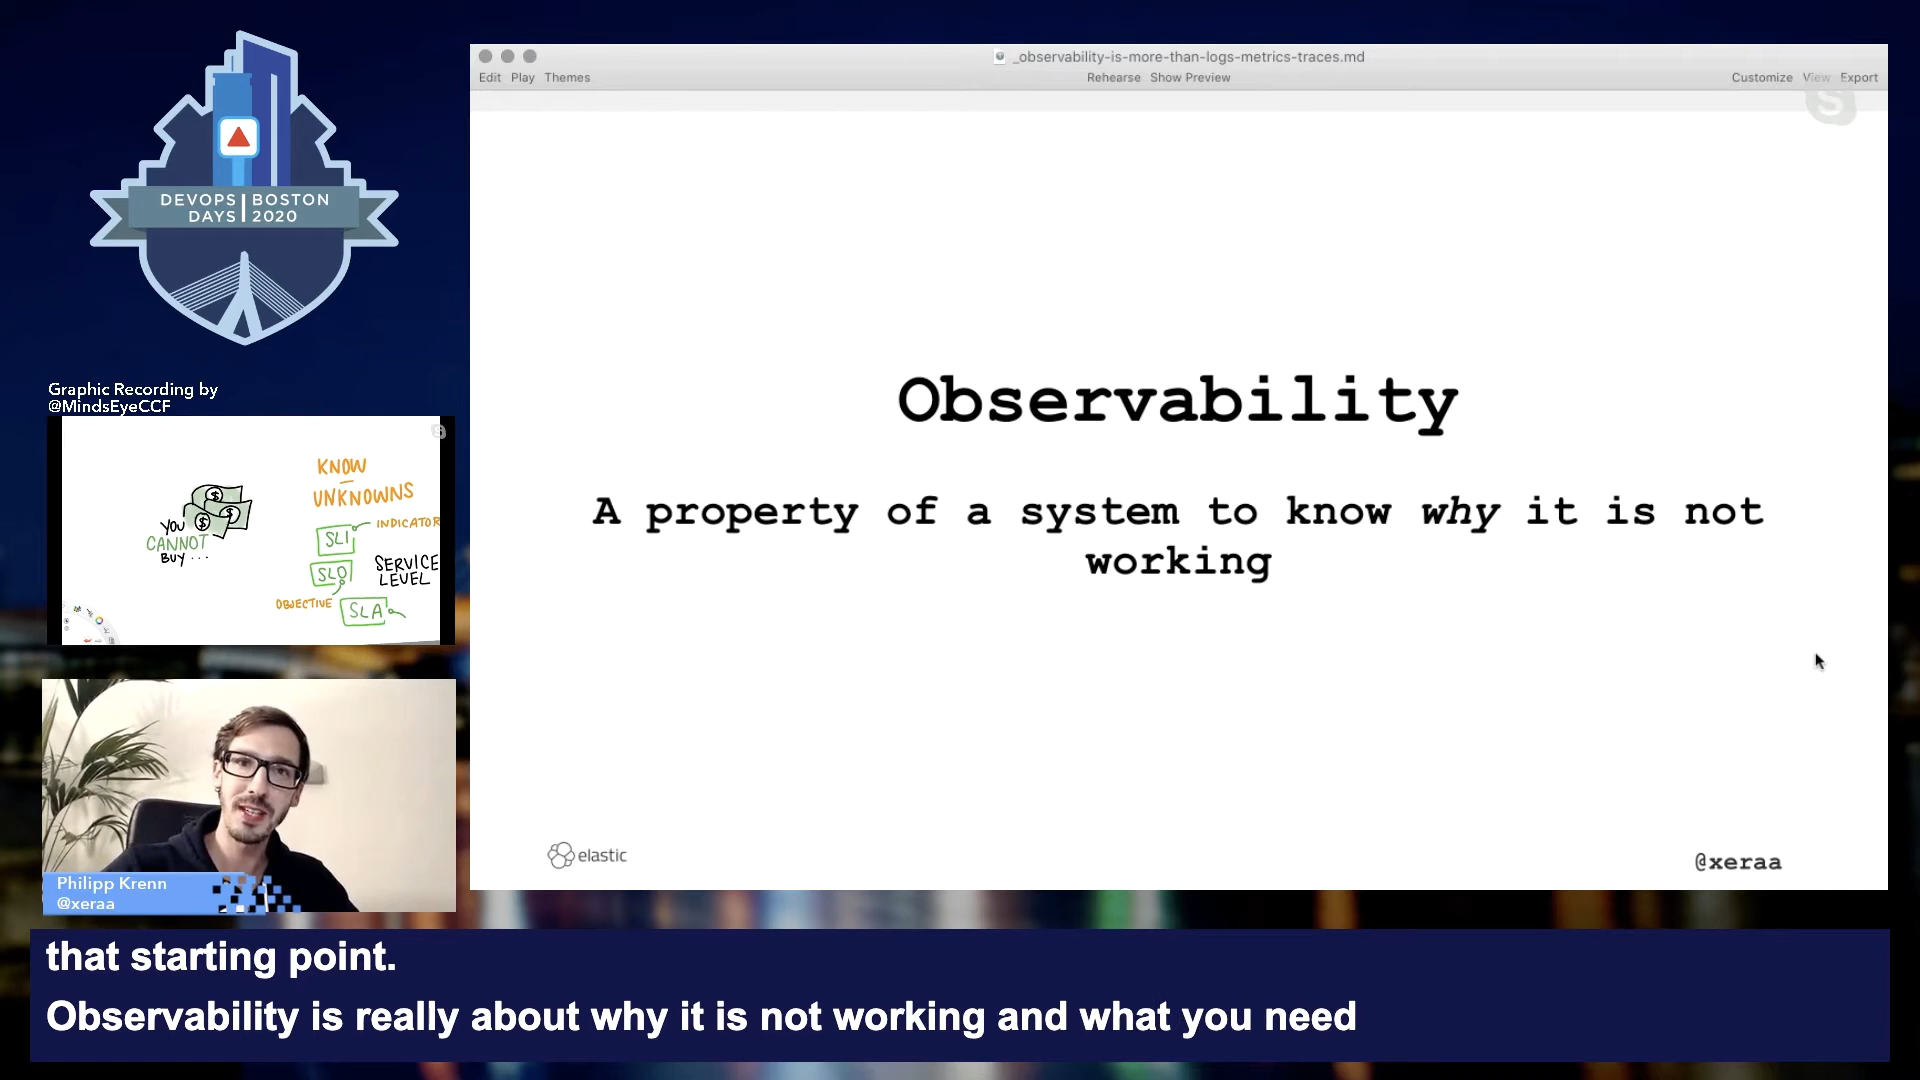 DEVOPS | BOSTON
DAYS | 2020
Graphic Recording by
@MindsEyeCCF
KNOW
UNKNOWNS
INDICATOR
YOU
CANNOT
BUY ...
SLI
SERVICE
LEVEL
SLO
OBJECTIVE
SLA
Philipp Krenn
@xeraa
_observability-is-more-than-logs-metrics-traces.md
Edit Play Themes
Rehearse Show Preview
Customize View Export
Observability
A property of a system to know why it is not
working
elastic
@xeraa
that starting point.
Observability is really about why it is not working and what you need